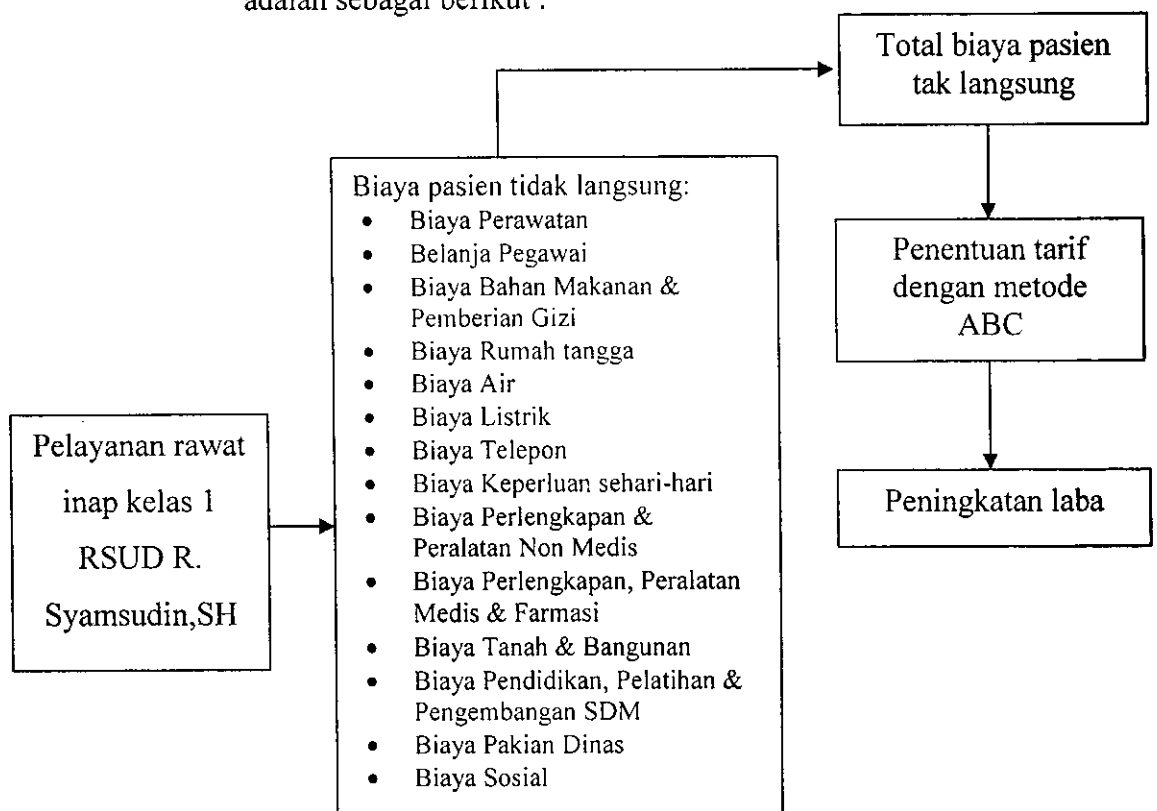 adalah sebagai berikut :
Pelayanan rawat
inap kelas 1
RSUD R.
Syamsudin,SH
Biaya pasien tidak langsung:
• Biaya Perawatan
• Belanja Pegawai
• Biaya Bahan Makanan &
Pemberian Gizi
• Biaya Rumah tangga
• Biaya Air
• Biaya Listrik
• Biaya Telepon
• Biaya Keperluan sehari-hari
• Biaya Perlengkapan &
Peralatan Non Medis
• Biaya Perlengkapan, Peralatan
Medis & Farmasi
• Biaya Tanah & Bangunan
• Biaya Pendidikan, Pelatihan &
Pengembangan SDM
• Biaya Pakian Dinas
• Biaya Sosial
Total biaya pasien
tak langsung
Penentuan tarif
dengan metode
ABC
Peningkatan laba